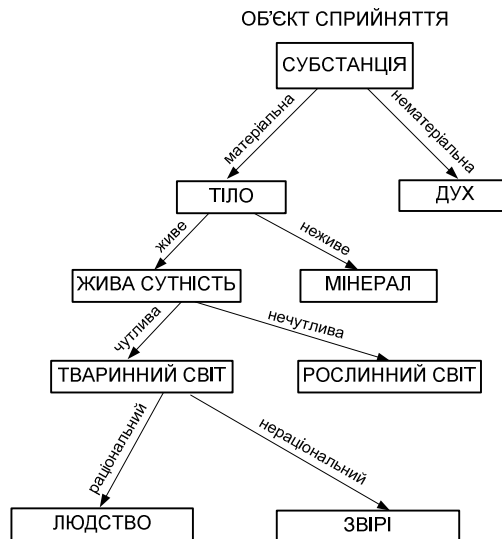 ОБ'ЄКТ СПРИЙНЯТТЯ
СУБСТАНЦІЯ
матеріальна
нематеріальна
ТІЛО
ДУХ
живе
неживе
ЖИВА СУТНІСТЬ
МІНЕРАЛ
чутлива
нечутлива
ТВАРИННИЙ СВІТ
РОСЛИННИЙ СВІТ
раціональний
нераціональний
ЛЮДСТВО
ЗВІРІ